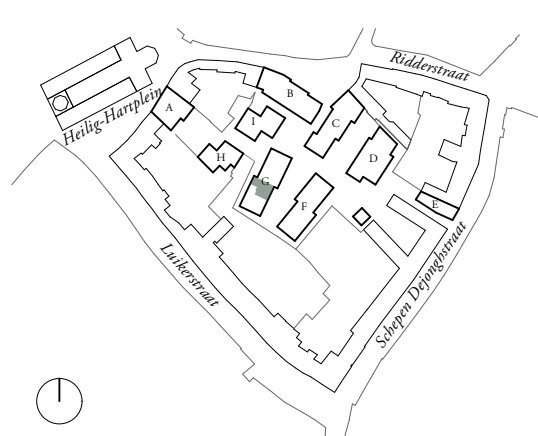 Ridderstraat
Heilig-Hartplein
A
B
I
C
H
D
G
E
F
Luikerstraat
Schepen Dejonghstraat